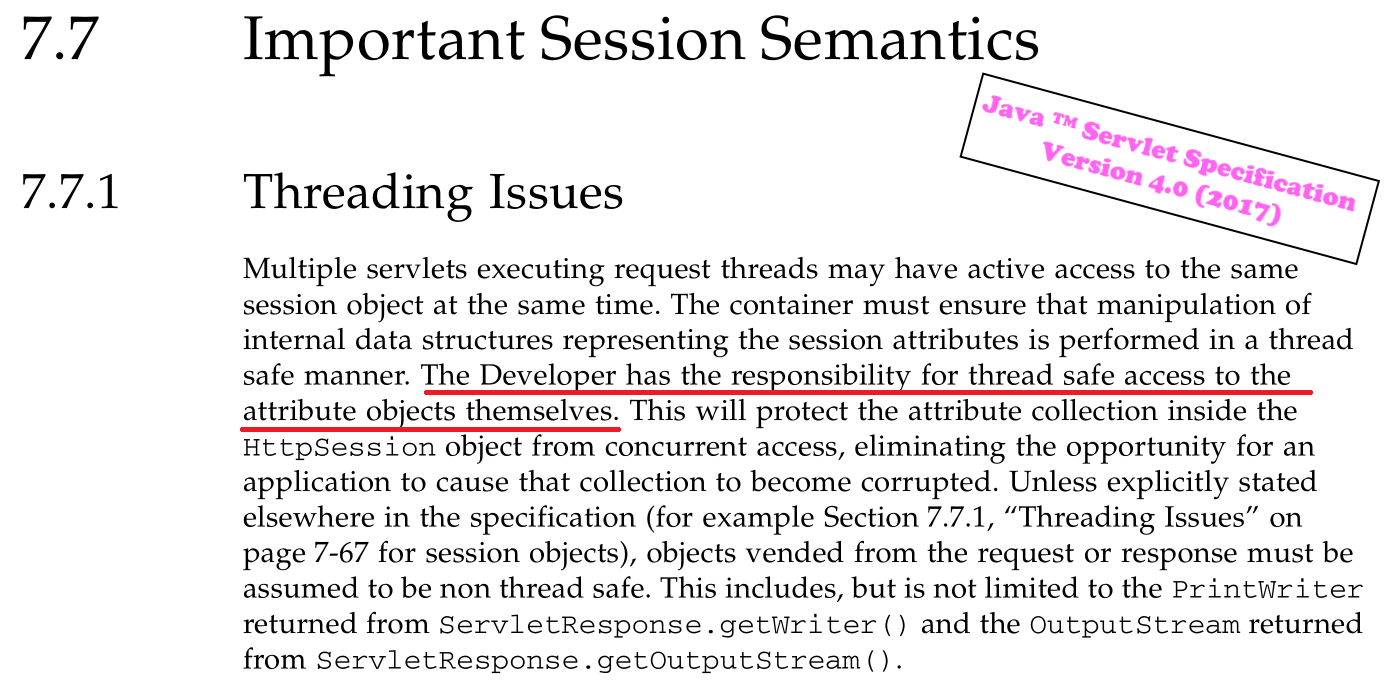 7.7 Important Session Semantics
Java ™ Servlet Specification
Version 4.0 (2017)
7.7.1 Threading Issues
Multiple servlets executing request threads may have active access to the same
session object at the same time. The container must ensure that manipulation of
internal data structures representing the session attributes is performed in a thread
safe manner. The Developer has the responsibility for thread safe access to the
attribute objects themselves. This will protect the attribute collection inside the
HttpSession object from concurrent access, eliminating the opportunity for an
application to cause that collection to become corrupted. Unless explicitly stated
elsewhere in the specification (for example Section 7.7.1, “Threading Issues” on
page 7-67 for session objects), objects vended from the request or response must be
assumed to be non thread safe. This includes, but is not limited to the PrintWriter
returned from ServletResponse.getWriter() and the OutputStream returned
from ServletResponse.getOutputStream().